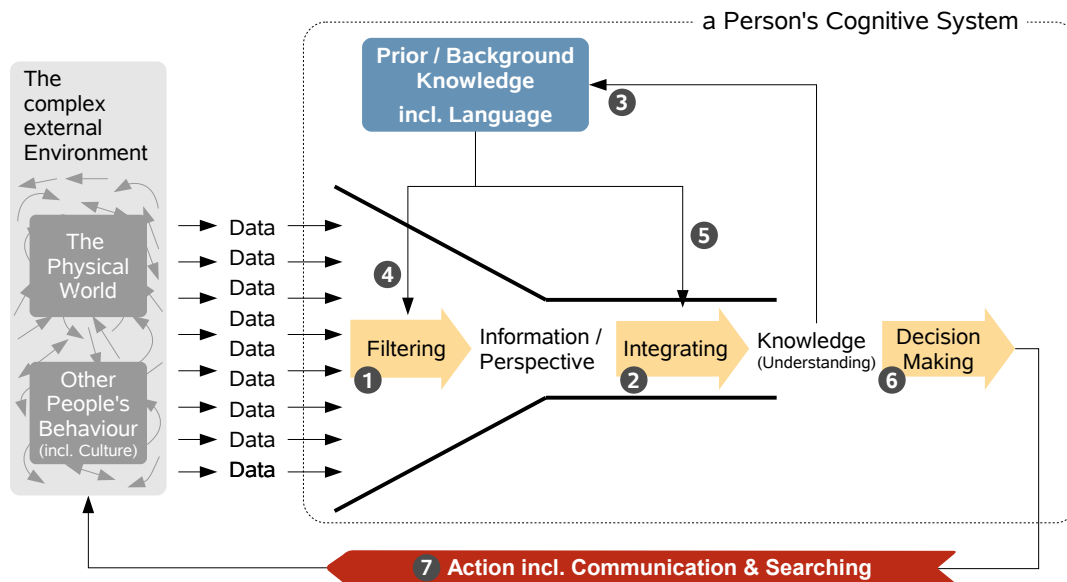 a Person's Cognitive System
The
complex
external
Environment
The
Physical
World
Other
People's
Behaviour
(incl. Culture)
Data
Data
Data
Data
Data
Data
Data
Data
Data
Prior / Background
Knowledge
incl. Language
3
4
5
Filtering
1
Information /
Perspective
Integrating
2
Knowledge
(Understanding)
Decision
Making
6
7 Action incl. Communication & Searching